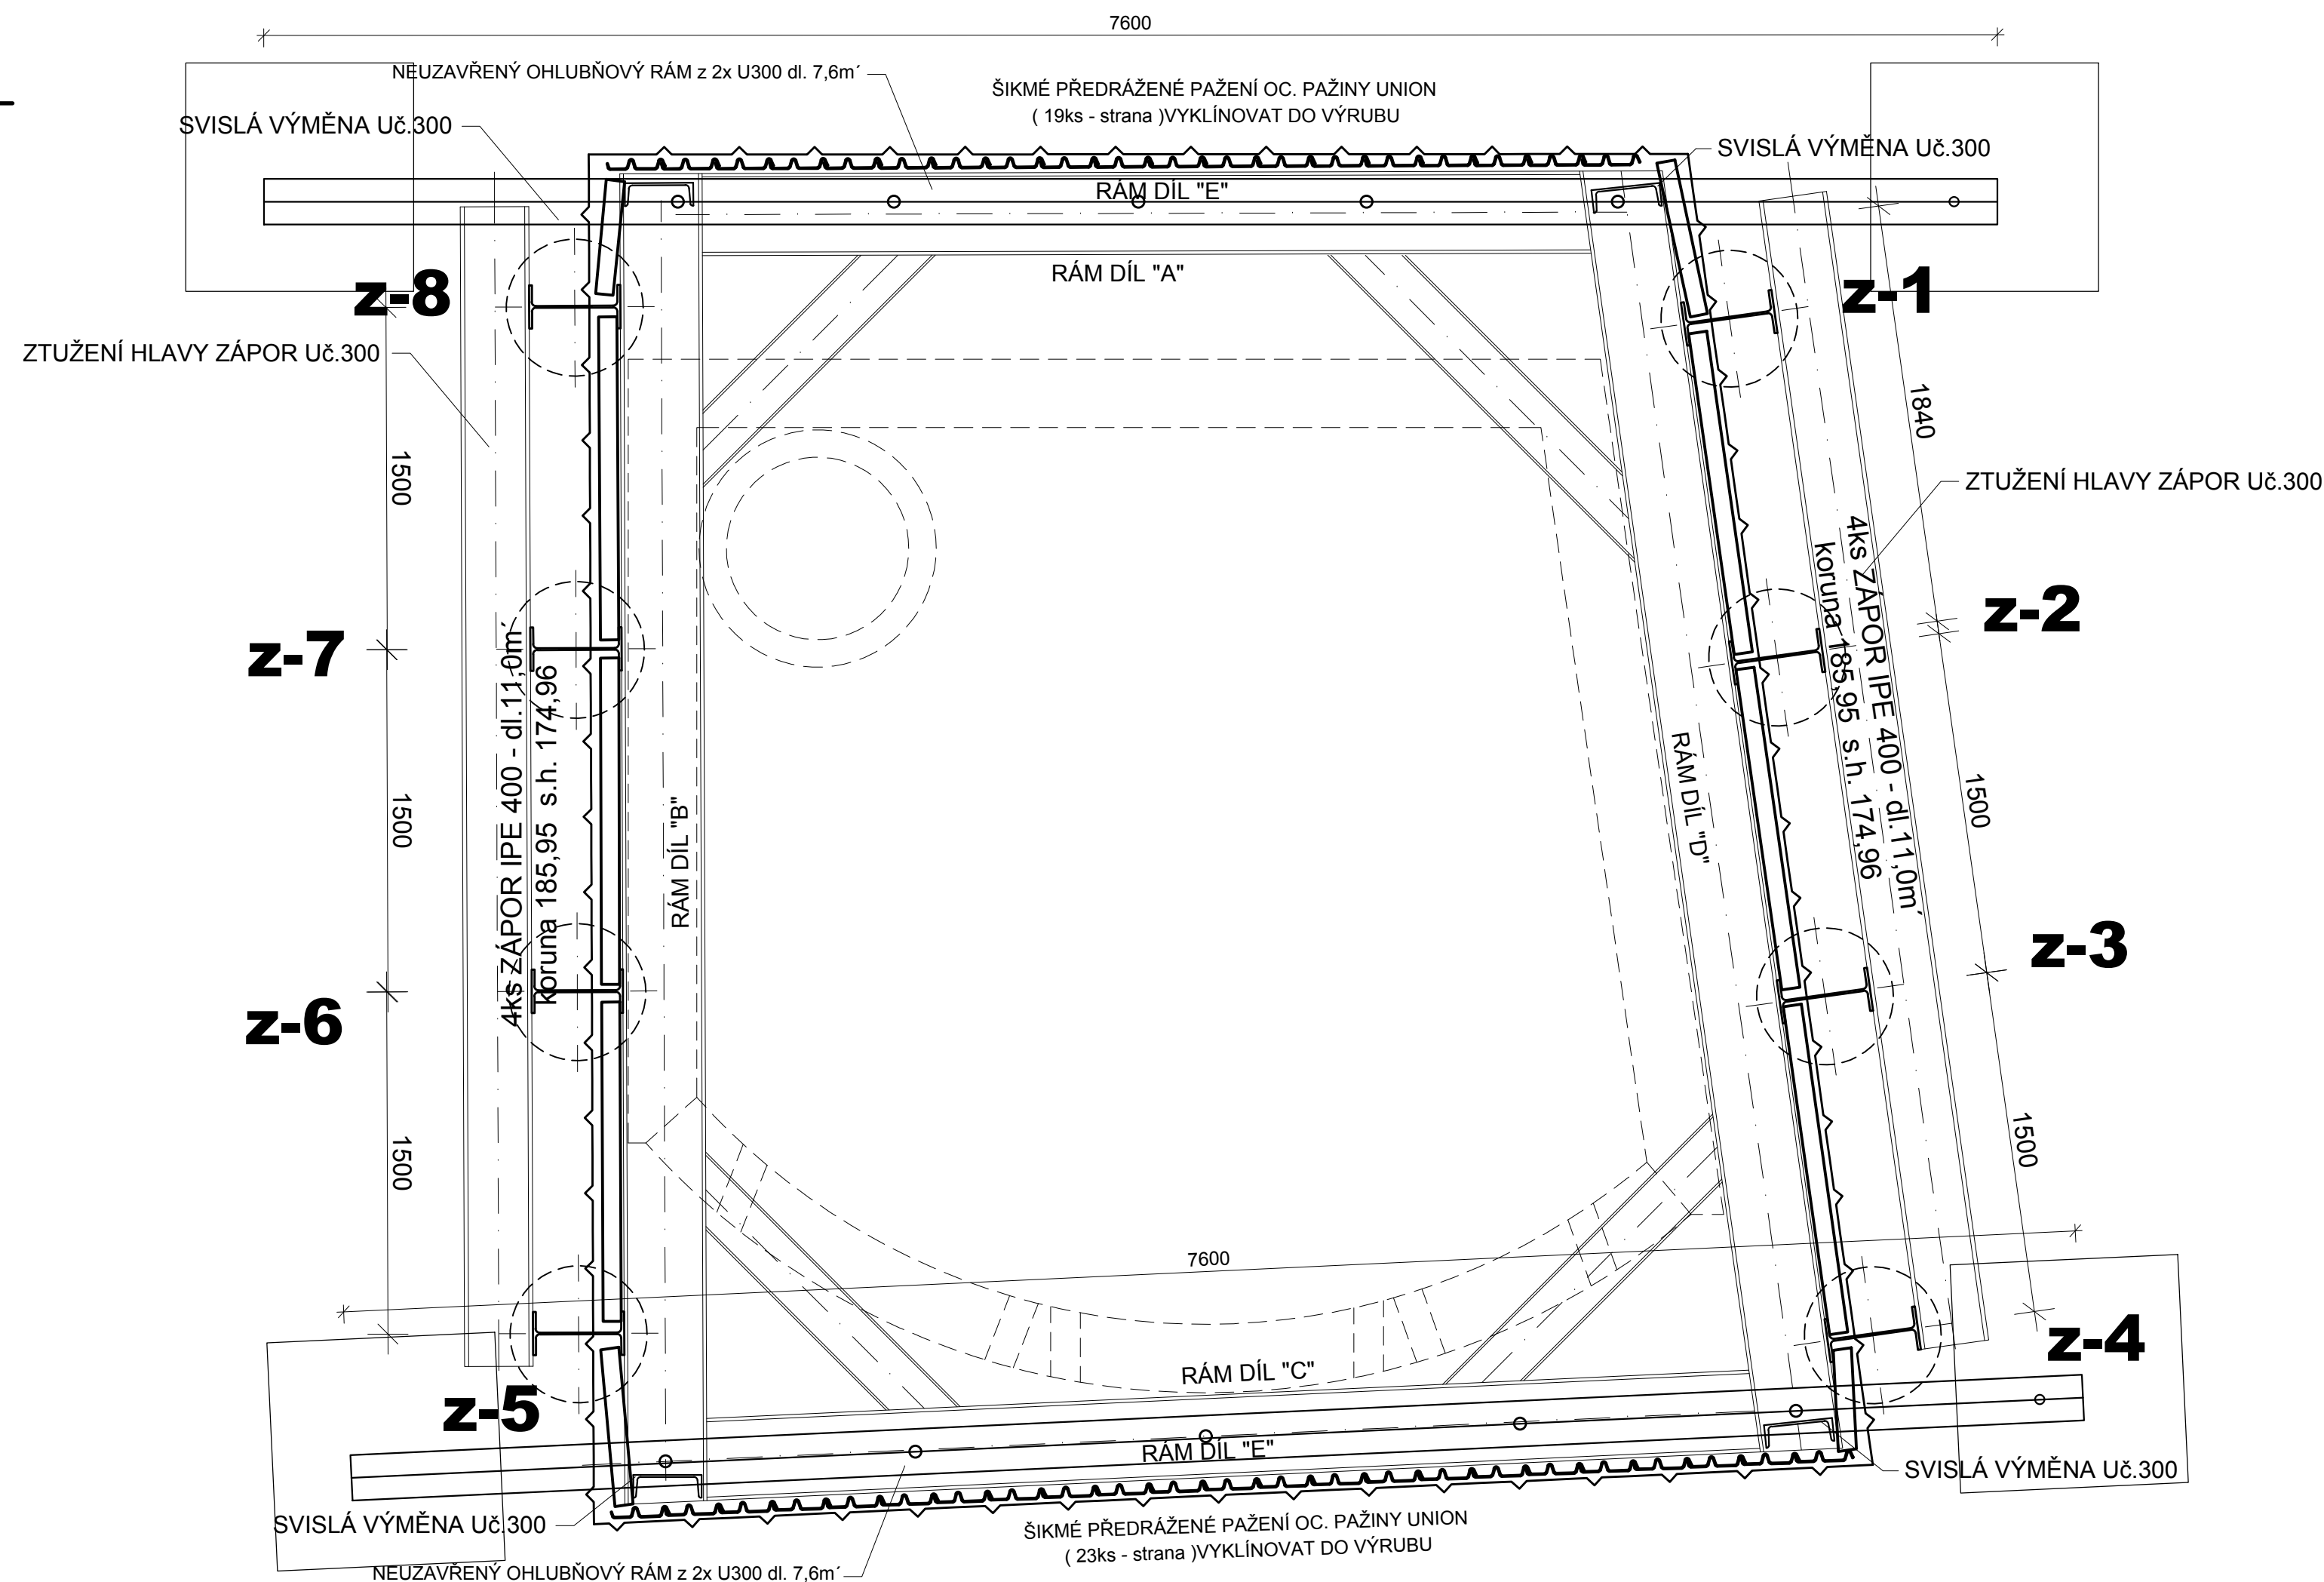 7600
NEUZAVŘENÝ OHLUBŇOVÝ RÁM z 2x U300 dl. 7,6m´
ŠIKMÉ PŘEDRÁŽENÉ PAŽENÍ OC. PAŽINY UNION
( 19ks - strana )VYKLÍNOVAT DO VÝRUBU
SVISLÁ VÝMĚNA Uč.300
SVISLÁ VÝMĚNA Uč.300
RÁM DÍL "E"
RÁM DÍL "A"
z-8
z-1
ZTUŽENÍ HLAVY ZÁPOR Uč.300
1840
1500
ZTUŽENÍ HLAVY ZÁPOR Uč.300
z-7
z-2
4ks ZÁPOR IPE 400 - dl.11,0m´
koruna 185,95 s.h. 174,96
4ks ZÁPOR IPE 400 - dl.11,0m´
koruna 185,95 s.h. 174,96
RÁM DÍL "B"
RÁM DÍL "D"
1500
1500
z-6
z-3
1500
1500
7600
z-5
z-4
RÁM DÍL "C"
RÁM DÍL "E"
SVISLÁ VÝMĚNA Uč.300
SVISLÁ VÝMĚNA Uč.300
ŠIKMÉ PŘEDRÁŽENÉ PAŽENÍ OC. PAŽINY UNION
( 23ks - strana )VYKLÍNOVAT DO VÝRUBU
NEUZAVŘENÝ OHLUBŇOVÝ RÁM z 2x U300 dl. 7,6m´